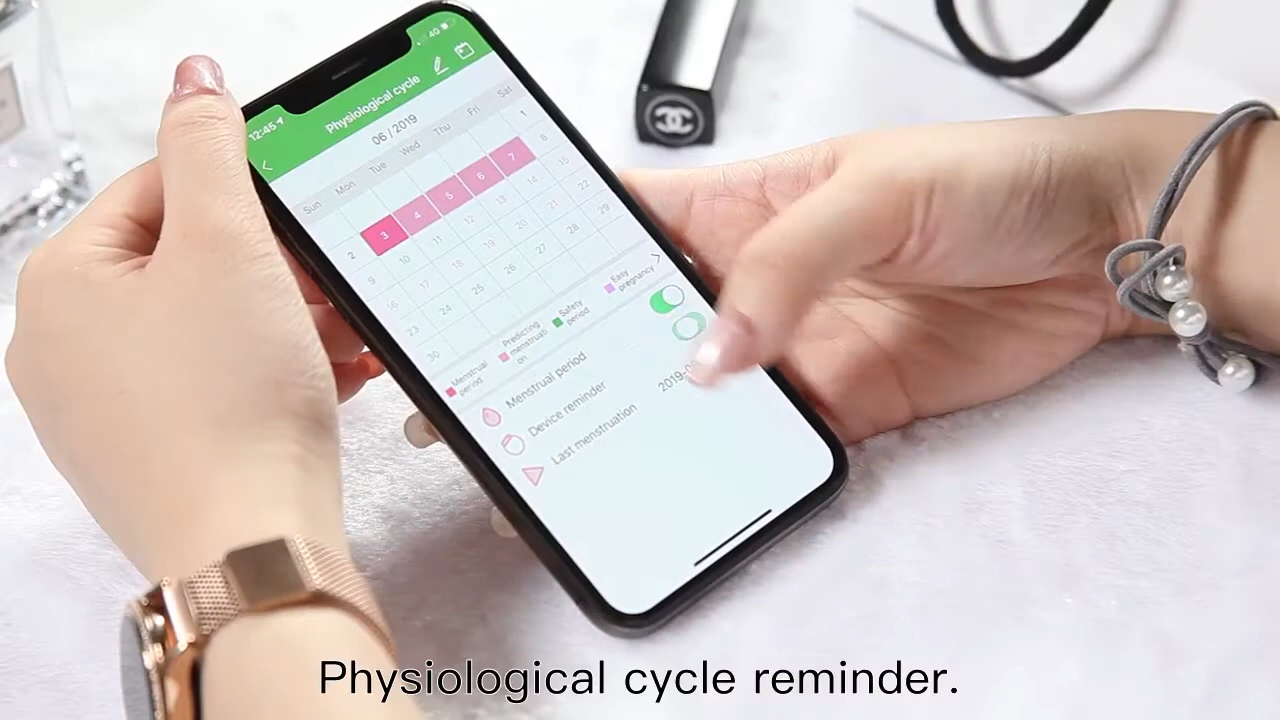 4G
12:45
Physiological cycle
06 / 2019
Sun Mon Tue Wed Thu Fri Sat
1
2 3 4 5 6 7 8
9 10 11 12 13 14 15
16 17 18 19 20 21 22
23 24 25 26 27 28 29
30
Menstrual period
Predicting menstruati on
Safety period
Easy pregnancy
Menstrual period
Device reminder
Last menstruation
Physiological cycle reminder.